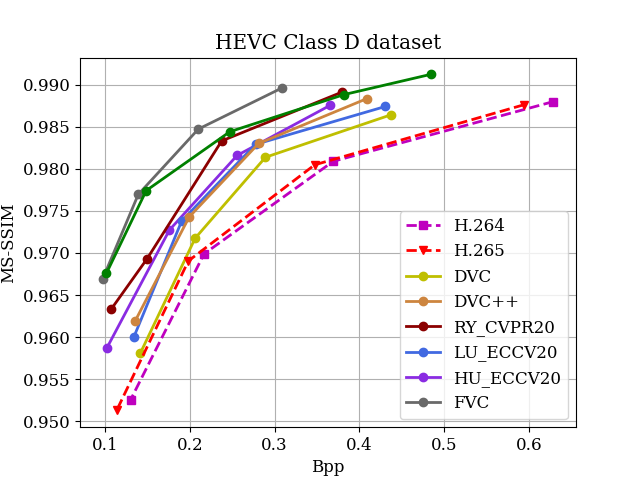 HEVC Class D dataset
MS-SSIM
0.990
0.985
0.980
0.975
0.970
0.965
0.960
0.955
0.950
H.264
H.265
DVC
DVC++
RY_CVPR20
LU_ECCV20
HU_ECCV20
FVC
0.1 0.2 0.3 0.4 0.5 0.6
Bpp